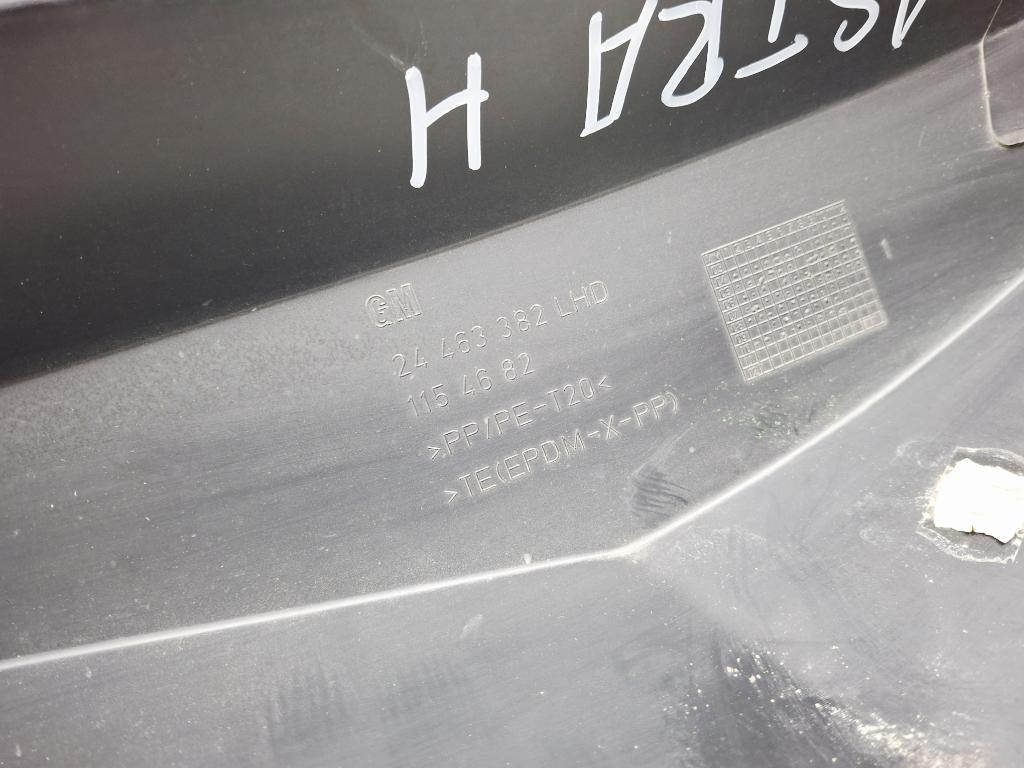 ASTRA H
GM
24 463 382 LHD
115 46 82
>PP/PE-T20<
>TE(EPDM-X-PP)